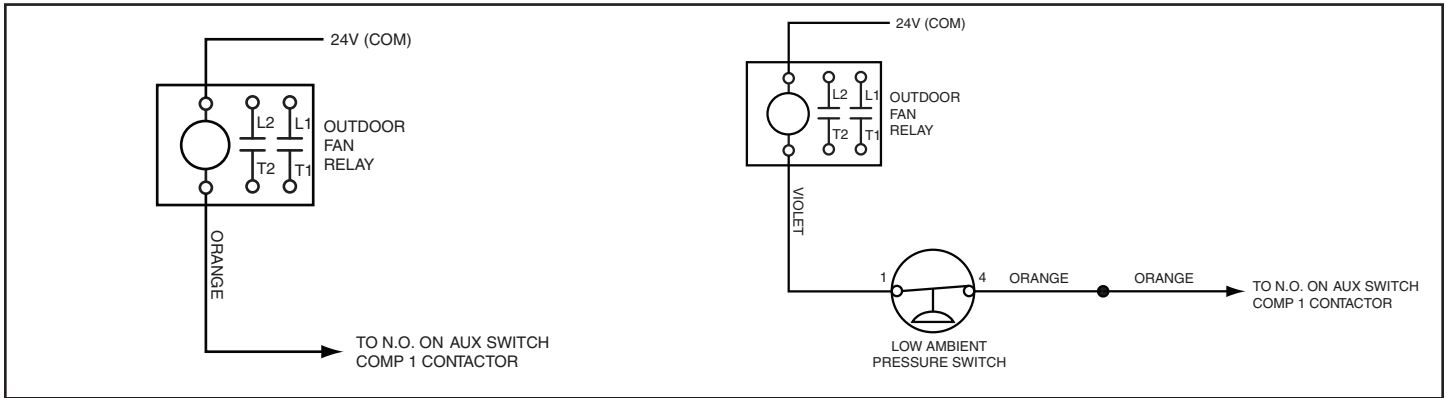 24V (COM)
L2
L1
T2
T1
OUTDOOR
FAN
RELAY
ORANGE
TO N.O. ON AUX SWITCH
COMP 1 CONTACTOR
24V (COM)
L2
L1
T2
T1
OUTDOOR
FAN
RELAY
VIOLET
1
4
ORANGE
ORANGE
TO N.O. ON AUX SWITCH
COMP 1 CONTACTOR
LOW AMBIENT
PRESSURE SWITCH